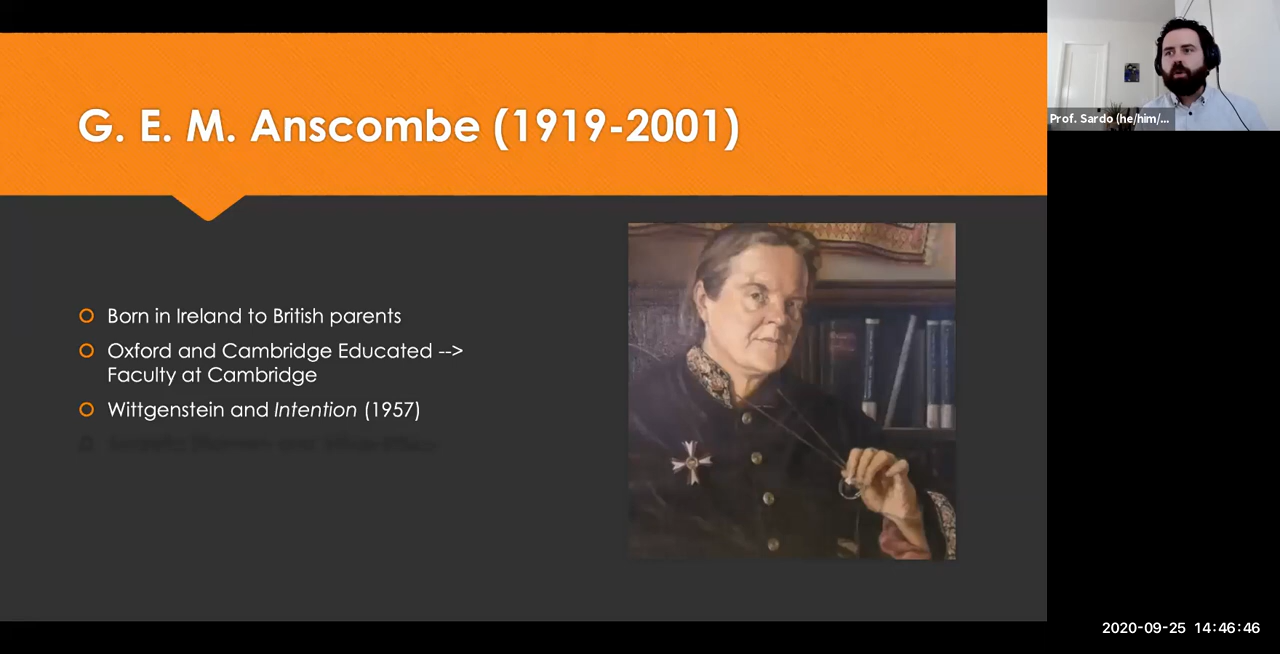 G. E. M. Anscombe (1919-2001)
Prof. Sardo (he/him/...
Born in Ireland to British parents
Oxford and Cambridge Educated -->
Faculty at Cambridge
Wittgenstein and Intention (1957)
2020-09-25 14:46:46